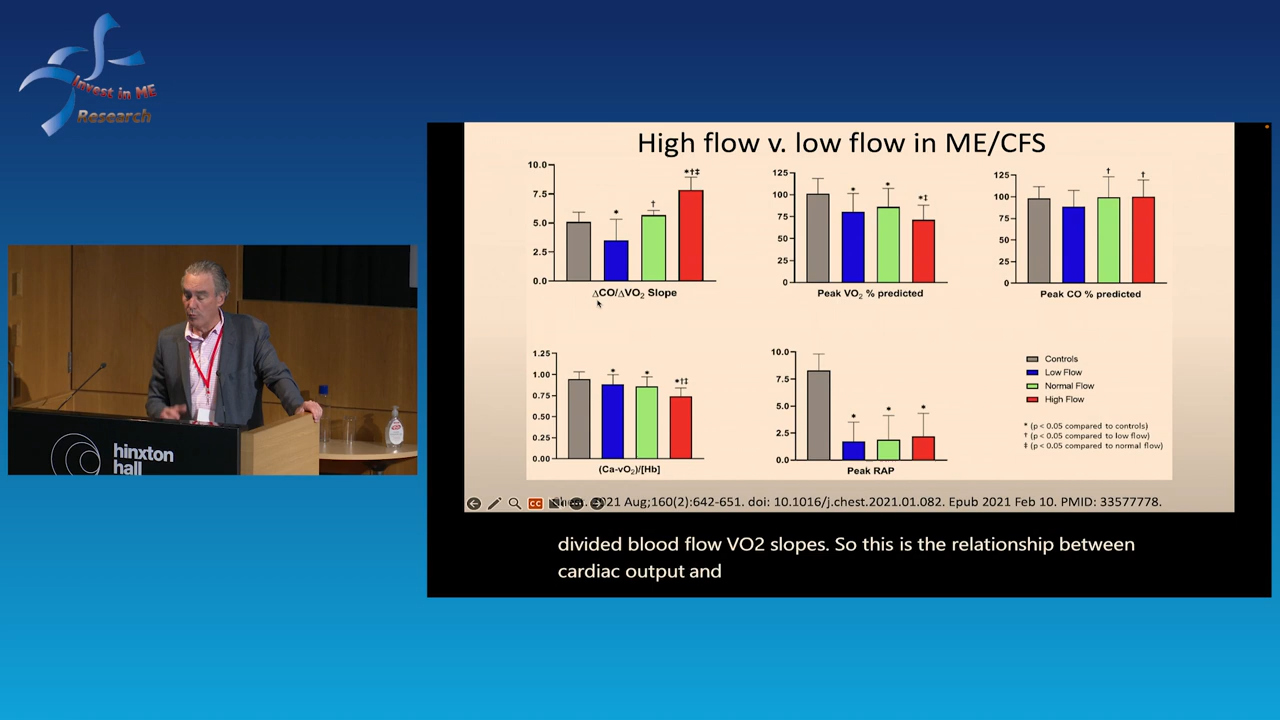 Invest in ME
Research
hinxton
hall
High flow v. low flow in ME/CFS
10.0
7.5
5.0
2.5
0.0
*†‡
*
†
ΔCO/ΔVO₂ Slope
125
100
75
50
25
0
*
*
*‡
Peak VO₂ % predicted
125
100
75
50
25
0
†
†
Peak CO % predicted
1.25
1.00
0.75
0.50
0.25
0.00
*
*
*†‡
(Ca-vO₂)/[Hb]
10.0
7.5
5.0
2.5
0.0
*
*
*
Peak RAP
Controls
Low Flow
Normal Flow
High Flow
* (p < 0.05 compared to controls)
† (p < 0.05 compared to low flow)
‡ (p < 0.05 compared to normal flow)
CC
2021 Aug;160(2):642-651. doi: 10.1016/j.chest.2021.01.082. Epub 2021 Feb 10. PMID: 33577778.
divided blood flow VO2 slopes. So this is the relationship between
cardiac output and